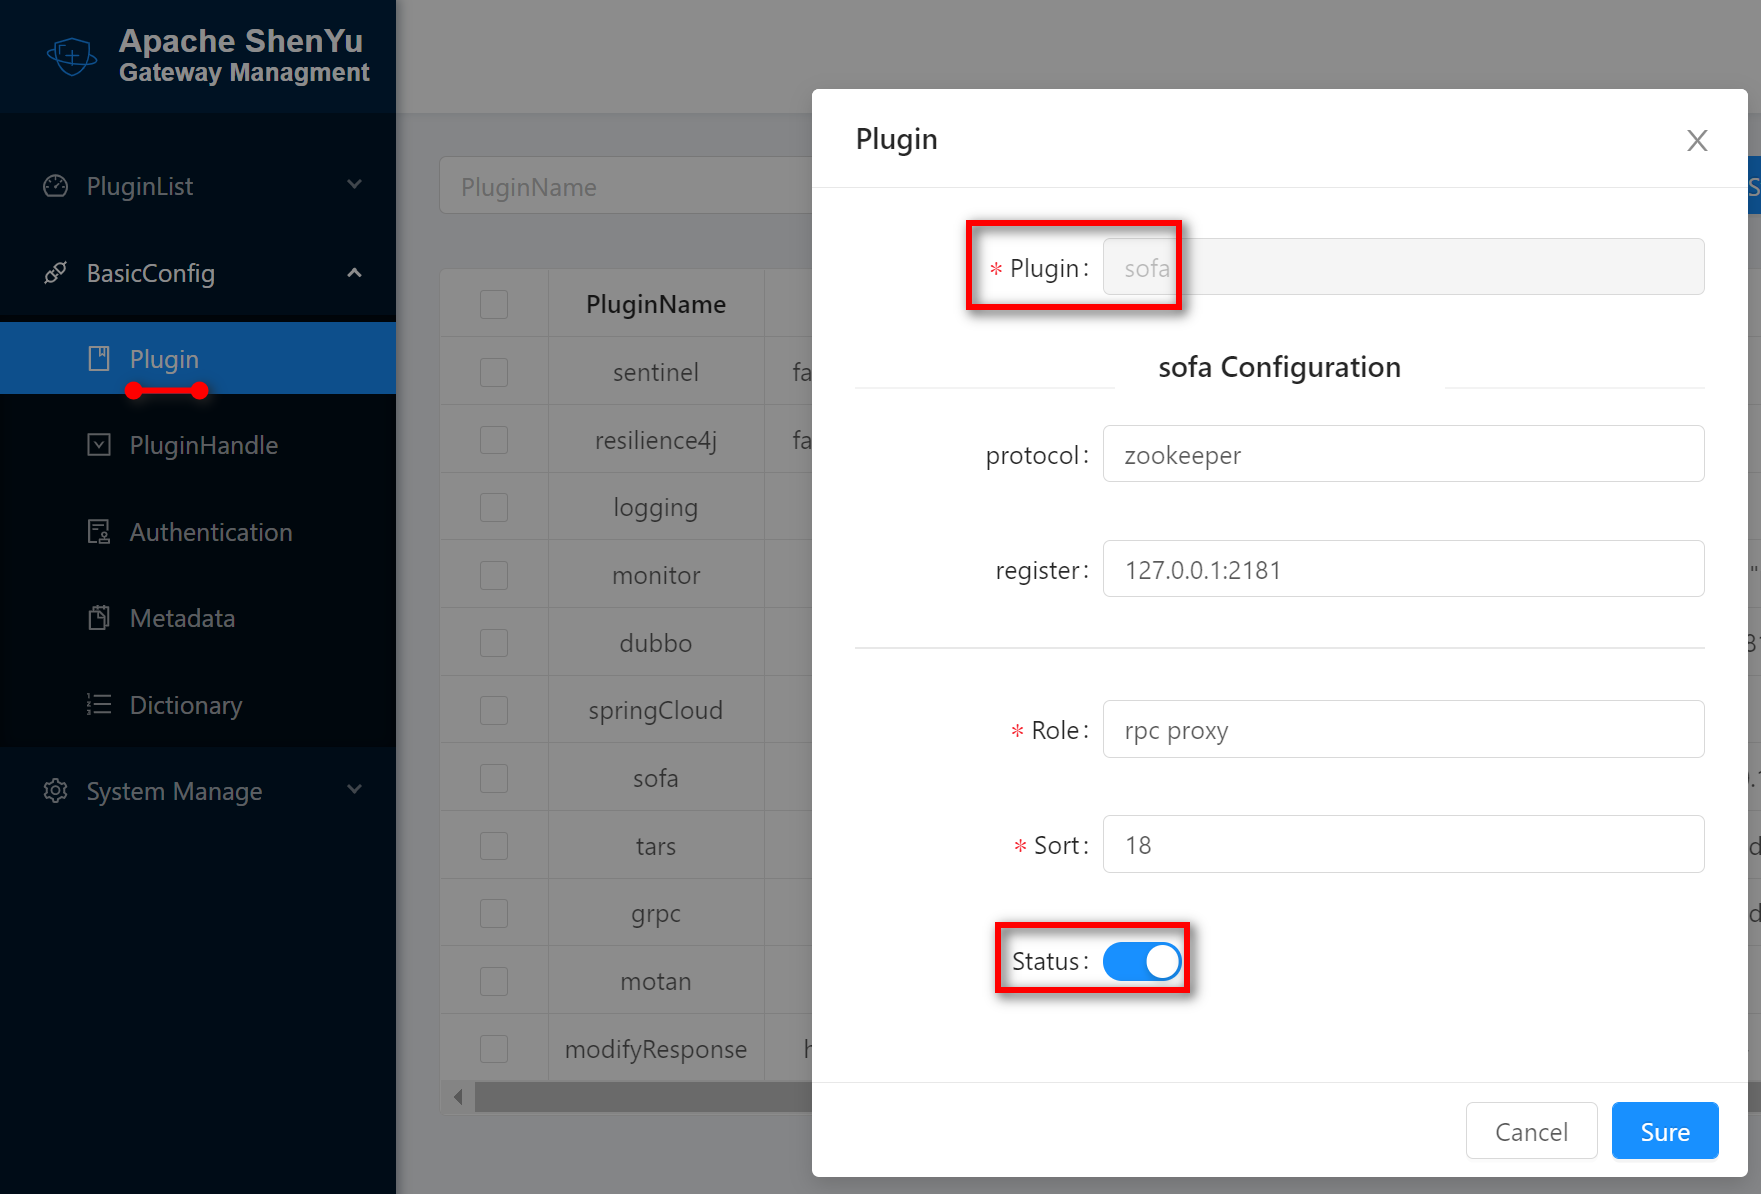 Apache ShenYu
Gateway Managment
PluginList
BasicConfig
Plugin
PluginHandle
Authentication
Metadata
Dictionary
System Manage
PluginName
PluginName
sentinel fa
resilience4j fa
logging
monitor
dubbo
springCloud
sofa
tars
grpc
motan
modifyResponse h
Plugin
* Plugin: sofa
sofa Configuration
protocol: zookeeper
register: 127.0.0.1:2181
* Role: rpc proxy
* Sort: 18
Status:
Cancel Sure